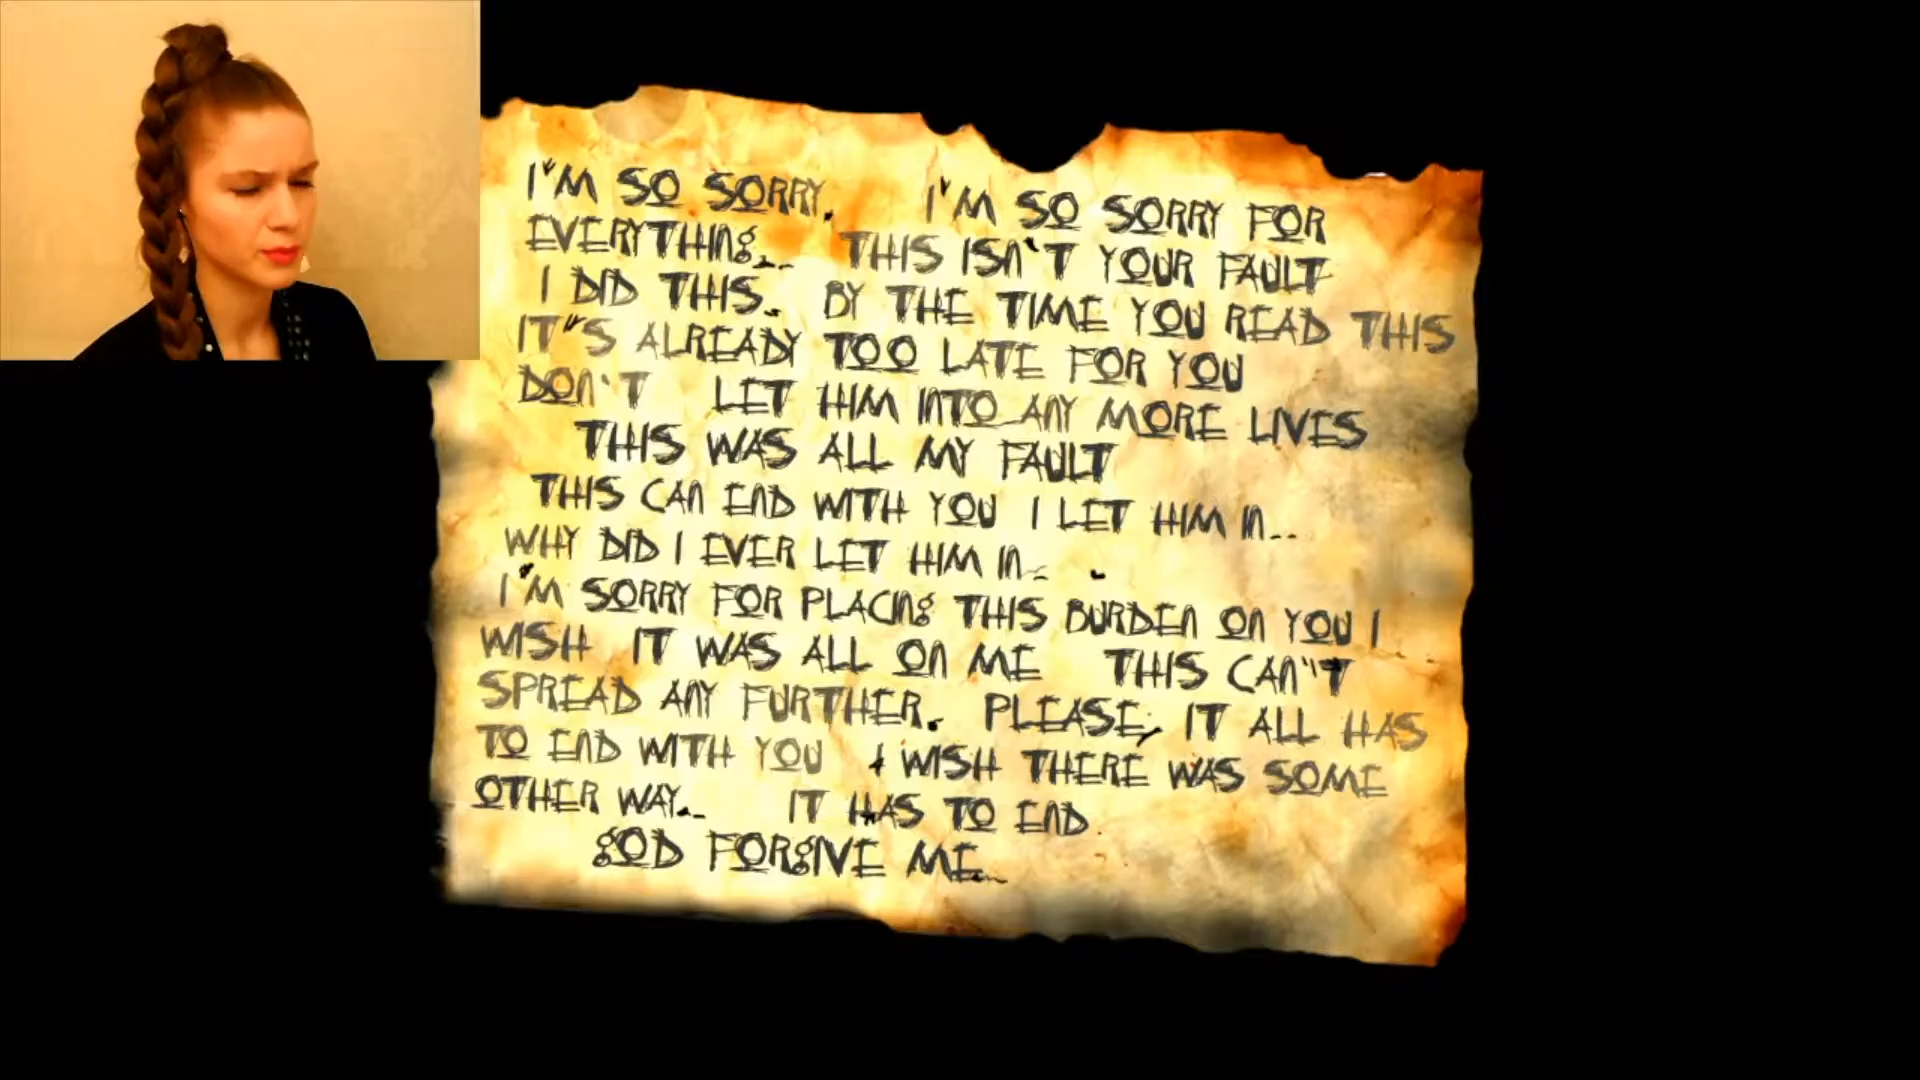 I'M SO SORRY. I'M SO SORRY FOR
EVERYTHING... THIS ISN'T YOUR FAULT
I DID THIS.. BY THE TIME YOU READ THIS
IT"S ALREADY TOO LATE FOR YOU
DON'T LET HIM INTO ANY MORE LIVES
THIS WAS ALL MY FAULT
THIS CAN END WITH YOU I LET HIM IN..
WHY DID I EVER LET HIM IN..
I'M SORRY FOR PLACING THIS BURDEN ON YOU I
WISH IT WAS ALL ON ME THIS CAN'T
SPREAD ANY FURTHER. PLEASE, IT ALL HAS
TO END WITH YOU I WISH THERE WAS SOME
OTHER WAY.. IT HAS TO END.
GOD FORGIVE ME...